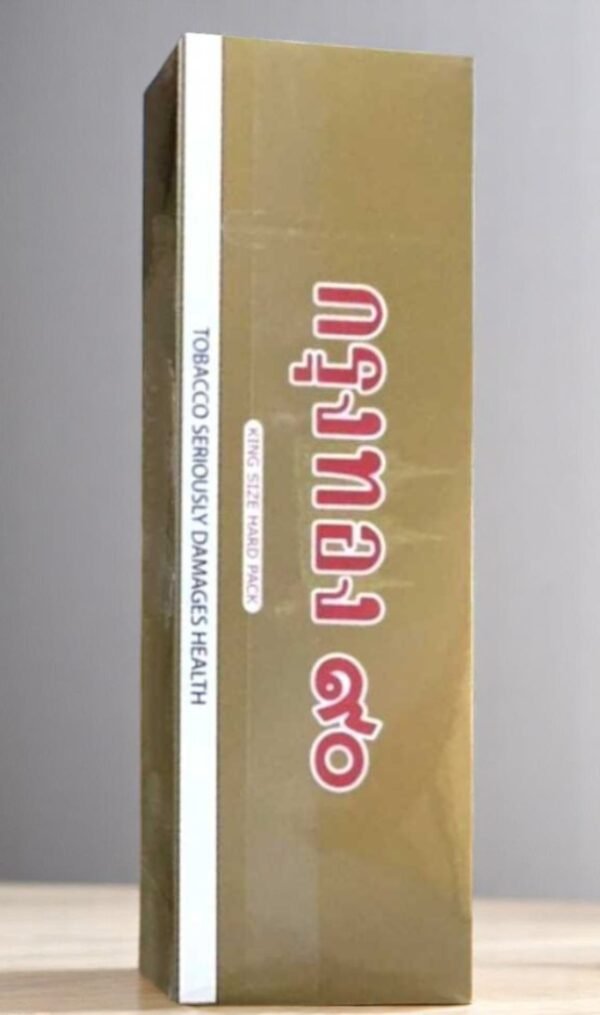 กรุงทอง ๙๐
KING SIZE HARD PACK
TOBACCO SERIOUSLY DAMAGES HEALTH